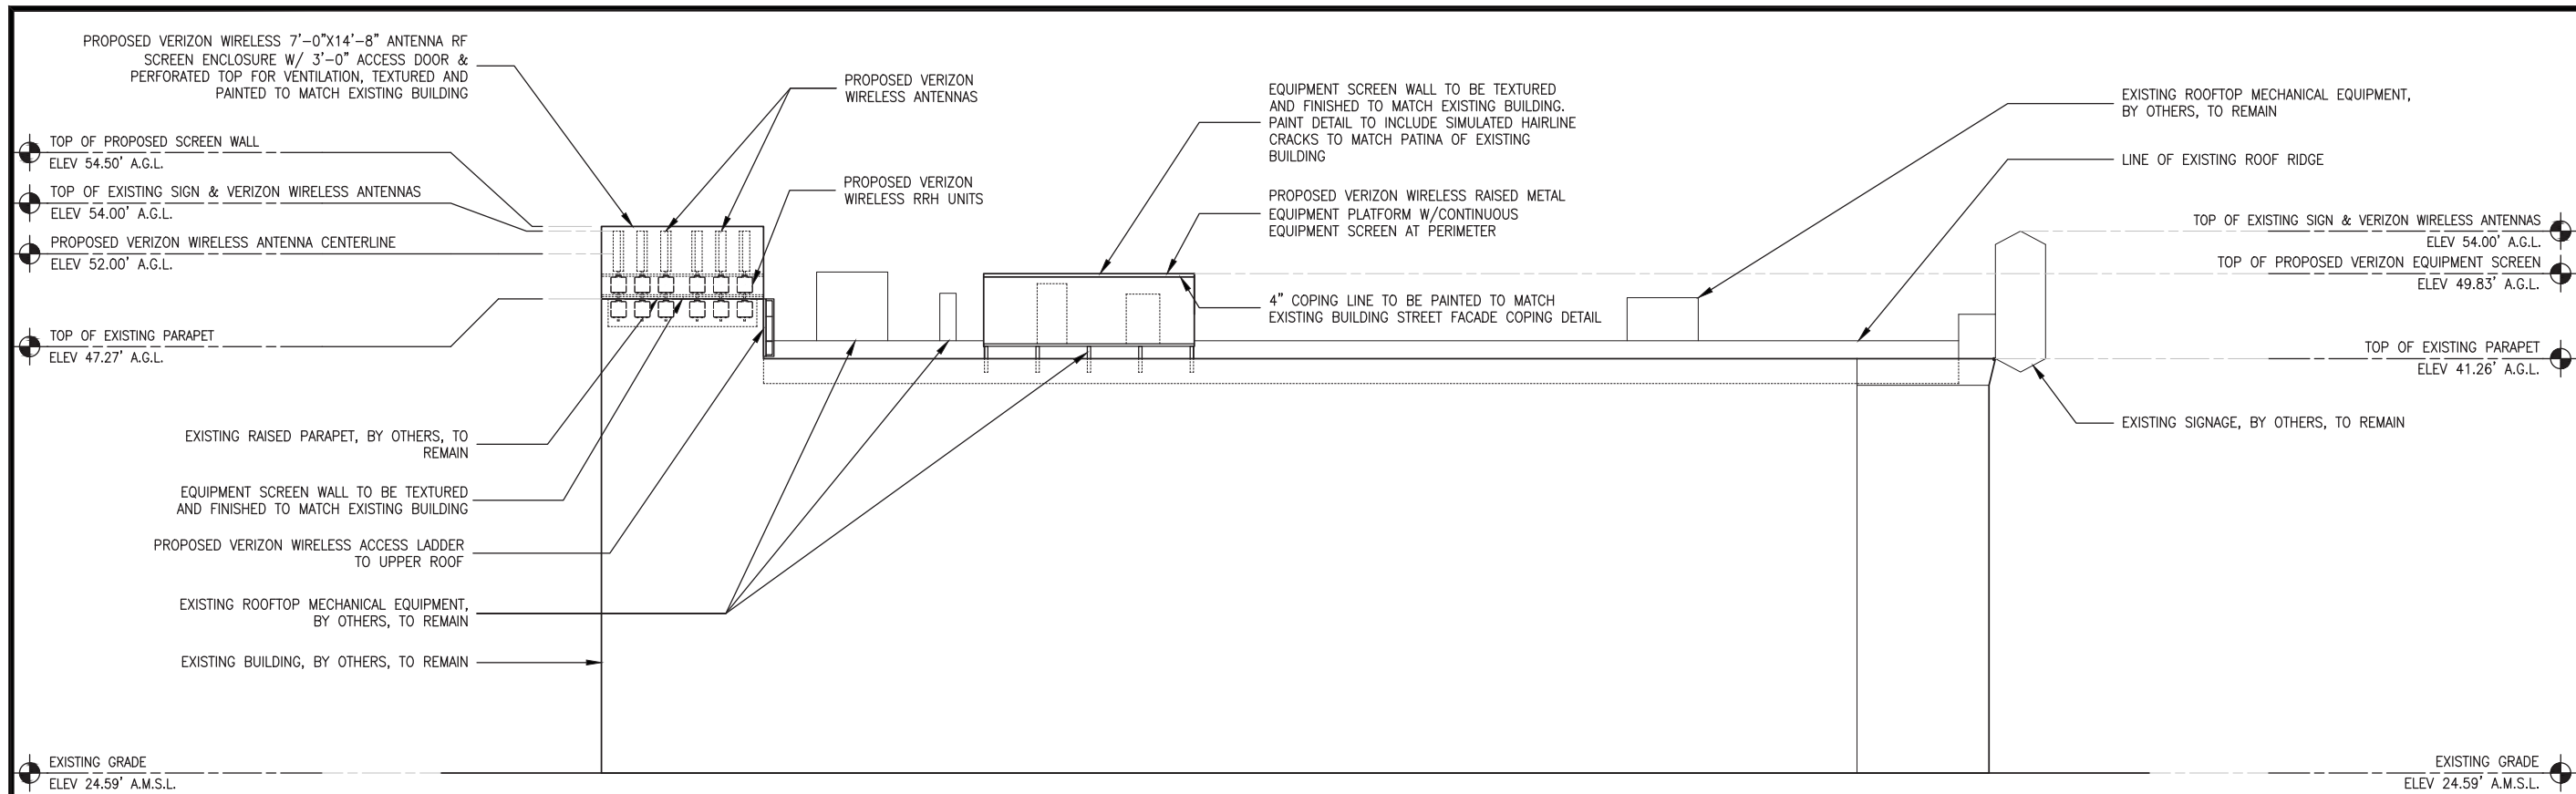 PROPOSED VERIZON WIRELESS 7'-0"X14'-8" ANTENNA RF
SCREEN ENCLOSURE W/ 3'-0" ACCESS DOOR &
PERFORATED TOP FOR VENTILATION, TEXTURED AND
PAINTED TO MATCH EXISTING BUILDING
TOP OF PROPOSED SCREEN WALL
ELEV 54.50' A.G.L.
TOP OF EXISTING SIGN & VERIZON WIRELESS ANTENNAS
ELEV 54.00' A.G.L.
PROPOSED VERIZON WIRELESS ANTENNA CENTERLINE
ELEV 52.00' A.G.L.
TOP OF EXISTING PARAPET
ELEV 47.27' A.G.L.
EXISTING RAISED PARAPET, BY OTHERS, TO
REMAIN
EQUIPMENT SCREEN WALL TO BE TEXTURED
AND FINISHED TO MATCH EXISTING BUILDING
PROPOSED VERIZON WIRELESS ACCESS LADDER
TO UPPER ROOF
EXISTING ROOFTOP MECHANICAL EQUIPMENT,
BY OTHERS, TO REMAIN
EXISTING BUILDING, BY OTHERS, TO REMAIN
EXISTING GRADE
ELEV 24.59' A.M.S.L.
PROPOSED VERIZON
WIRELESS ANTENNAS
PROPOSED VERIZON
WIRELESS RRH UNITS
EQUIPMENT SCREEN WALL TO BE TEXTURED
AND FINISHED TO MATCH EXISTING BUILDING.
PAINT DETAIL TO INCLUDE SIMULATED HAIRLINE
CRACKS TO MATCH PATINA OF EXISTING
BUILDING
PROPOSED VERIZON WIRELESS RAISED METAL
EQUIPMENT PLATFORM W/CONTINUOUS
EQUIPMENT SCREEN AT PERIMETER
4" COPING LINE TO BE PAINTED TO MATCH
EXISTING BUILDING STREET FACADE COPING DETAIL
EXISTING ROOFTOP MECHANICAL EQUIPMENT,
BY OTHERS, TO REMAIN
LINE OF EXISTING ROOF RIDGE
TOP OF EXISTING SIGN & VERIZON WIRELESS ANTENNAS
ELEV 54.00' A.G.L.
TOP OF PROPOSED VERIZON EQUIPMENT SCREEN
ELEV 49.83' A.G.L.
TOP OF EXISTING PARAPET
ELEV 41.26' A.G.L.
EXISTING SIGNAGE, BY OTHERS, TO REMAIN
EXISTING GRADE
ELEV 24.59' A.M.S.L.